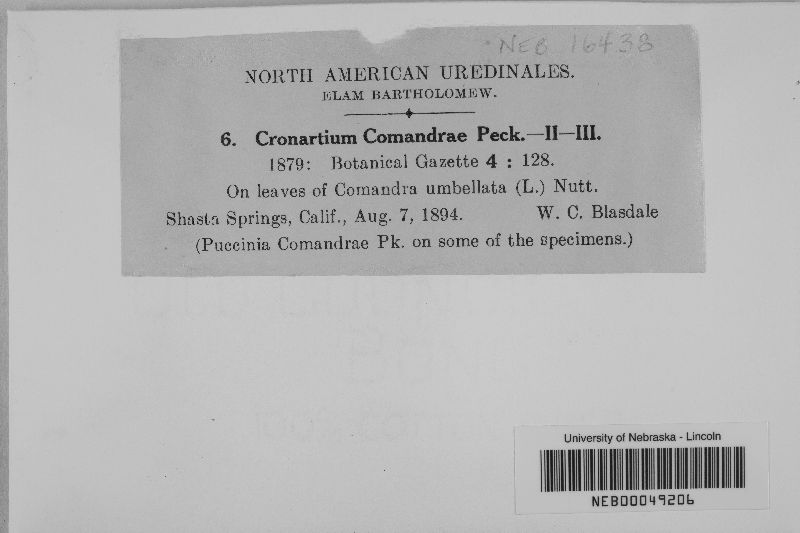 NEB 16438
NORTH AMERICAN UREDINALES.
ELAM BARTHOLOMEW.
6. Cronartium Comandrae Peck.—II—III.
1879: Botanical Gazette 4 : 128.
On leaves of Comandra umbellata (L.) Nutt.
Shasta Springs, Calif., Aug. 7, 1894. W. C. Blasdale
(Puccinia Comandrae Pk. on some of the specimens.)
University of Nebraska - Lincoln
NEB00049206